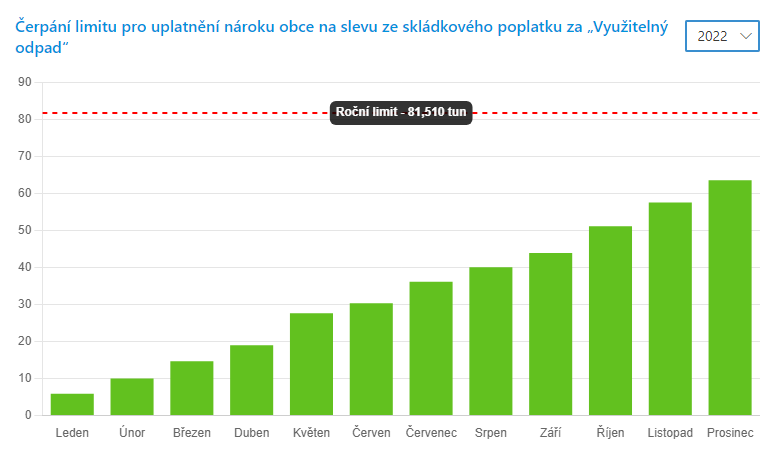 Čerpání limitu pro uplatnění nároku obce na slevu ze skládkového poplatku za „Využitelný
odpad“
2022
90
Roční limit - 81,510 tun
80
70
60
50
40
30
20
10
0
Leden Únor Březen Duben Květen Červen Červenec Srpen Září Říjen Listopad Prosinec